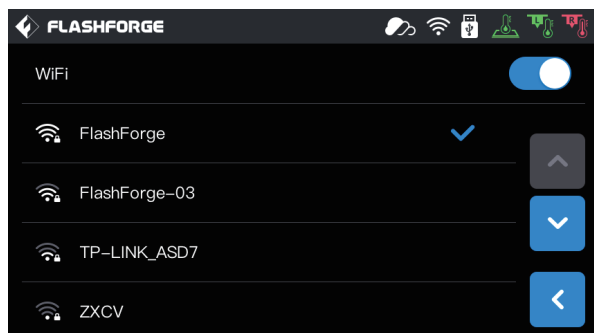 FLASHFORGE
L R
WiFi
FlashForge
FlashForge-03
TP-LINK_ASD7
ZXCV